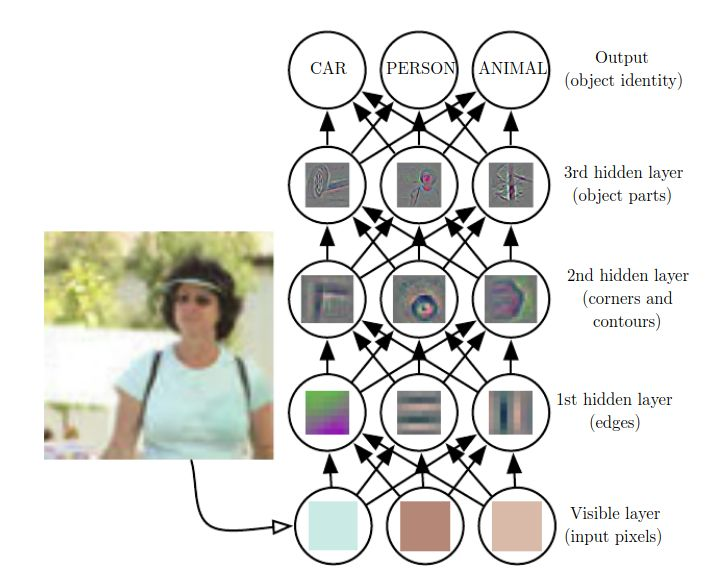 CAR PERSON ANIMAL
Output
(object identity)
3rd hidden layer
(object parts)
2nd hidden layer
(corners and
contours)
1st hidden layer
(edges)
Visible layer
(input pixels)